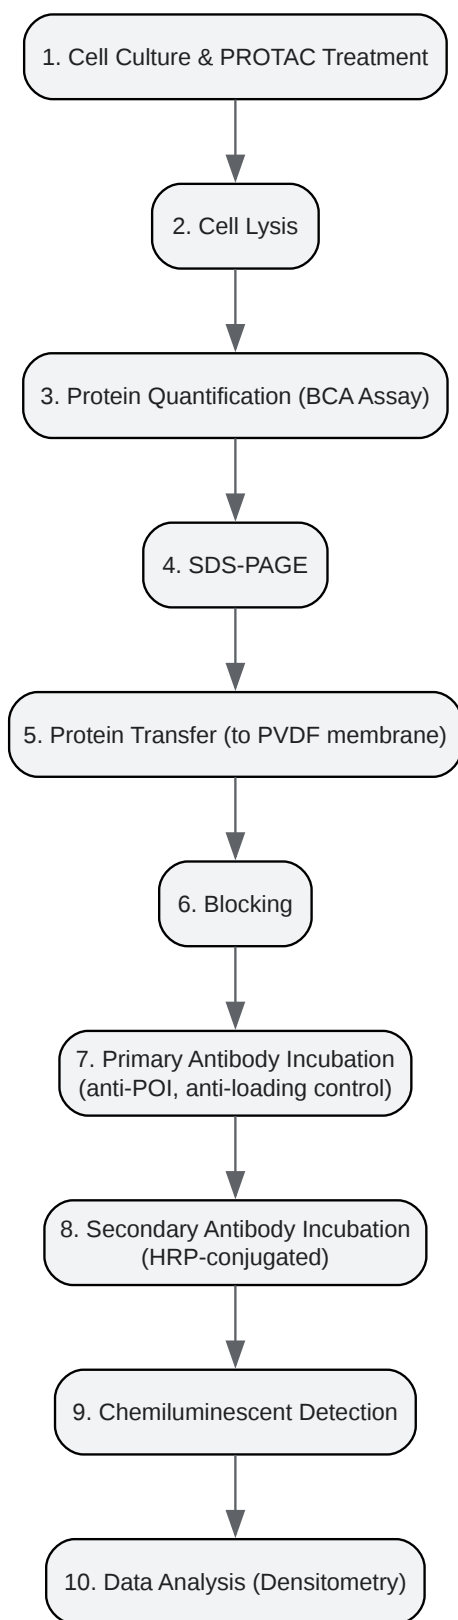 1. Cell Culture & PROTAC Treatment
2. Cell Lysis
3. Protein Quantification (BCA Assay)
4. SDS-PAGE
5. Protein Transfer (to PVDF membrane)
6. Blocking
7. Primary Antibody Incubation
(anti-POI, anti-loading control)
8. Secondary Antibody Incubation
(HRP-conjugated)
9. Chemiluminescent Detection
10. Data Analysis (Densitometry)